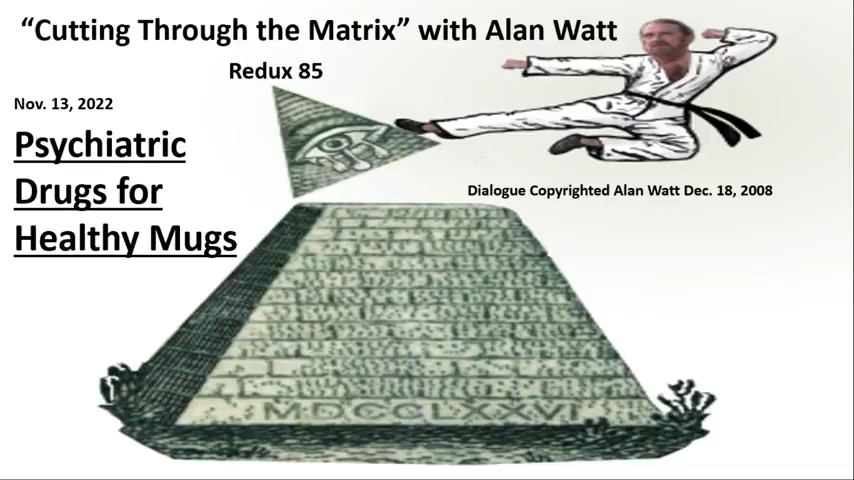 “Cutting Through the Matrix” with Alan Watt
Redux 85
Nov. 13, 2022
Psychiatric
Drugs for
Healthy Mugs
Dialogue Copyrighted Alan Watt Dec. 18, 2008
MDCCLXXVI